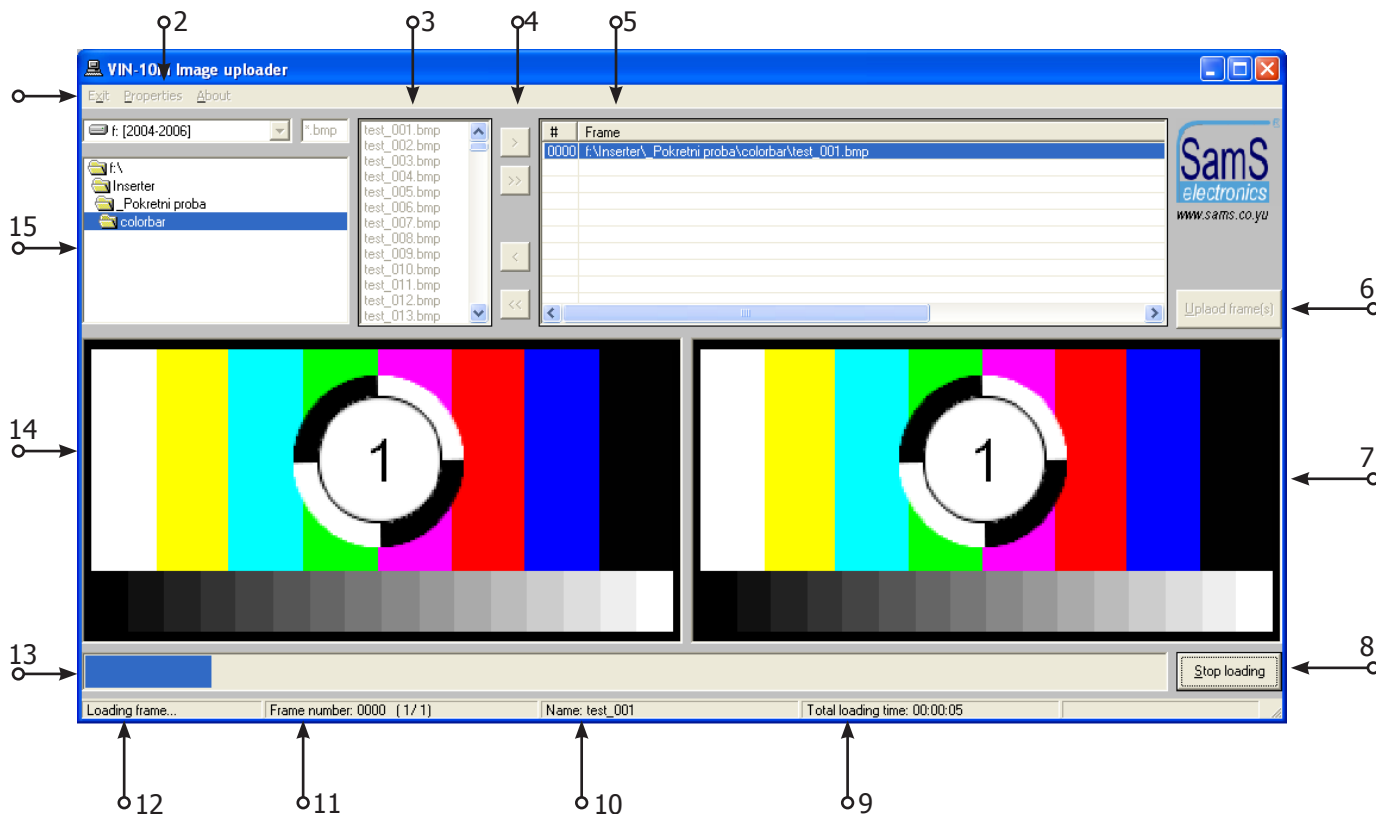 2 3 4 5
VIN-10M Image uploader
Exit Properties About
f: [2004-2006] *.bmp
f:\
Inserter
_Pokretni proba
colorbar
test_001.bmp
test_002.bmp
test_003.bmp
test_004.bmp
test_005.bmp
test_006.bmp
test_007.bmp
test_008.bmp
test_009.bmp
test_010.bmp
test_011.bmp
test_012.bmp
test_013.bmp
>
>>
<
<<
# Frame
0000 f:\Inserter\_Pokretni proba\colorbar\test_001.bmp
SamS
®
electronics
www.sams.co.yu
Uplaod frame(s)
15
6
1 1
14
7
13
8
Stop loading
Loading frame... Frame number: 0000 (1/1) Name: test_001 Total loading time: 00:00:05
12 11 10 9